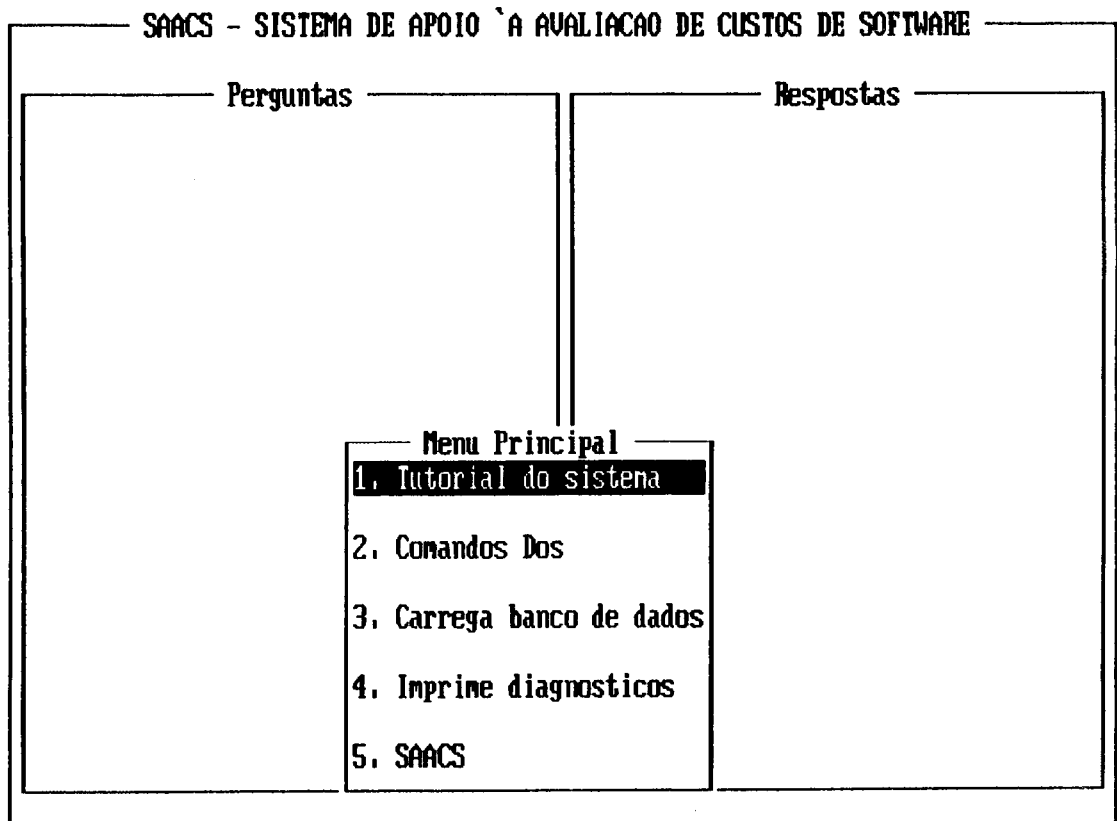 SAACS - SISTEMA DE APOIO `A AVALIACAO DE CUSTOS DE SOFTWARE
Perguntas
Respostas
Menu Principal
1. Tutorial do sistema
2. Comandos Dos
3. Carrega banco de dados
4. Imprime diagnosticos
5. SAACS